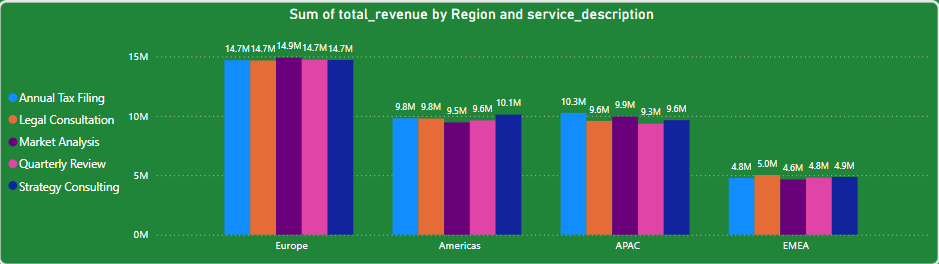 Sum of total_revenue by Region and service_description
Annual Tax Filing
Legal Consultation
Market Analysis
Quarterly Review
Strategy Consulting
15M
10M
5M
0M
14.7M 14.7M 14.9M 14.7M 14.7M
9.8M 9.8M 9.5M 9.6M 10.1M
10.3M 9.6M 9.9M 9.3M 9.6M
4.8M 5.0M 4.6M 4.8M 4.9M
Europe Americas APAC EMEA